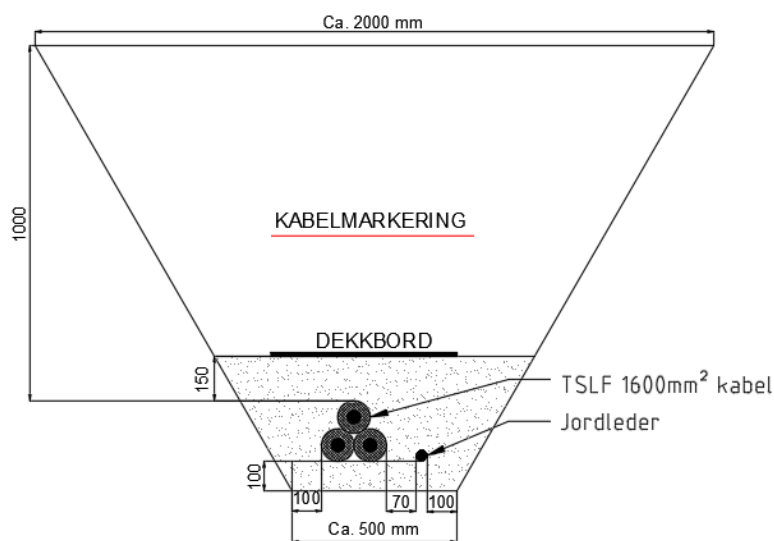 Ca. 2000 mm
1000
KABELMARKERING
DEKKBORD
150
TSLF 1600mm² kabel
Jordleder
100
100
70
100
Ca. 500 mm